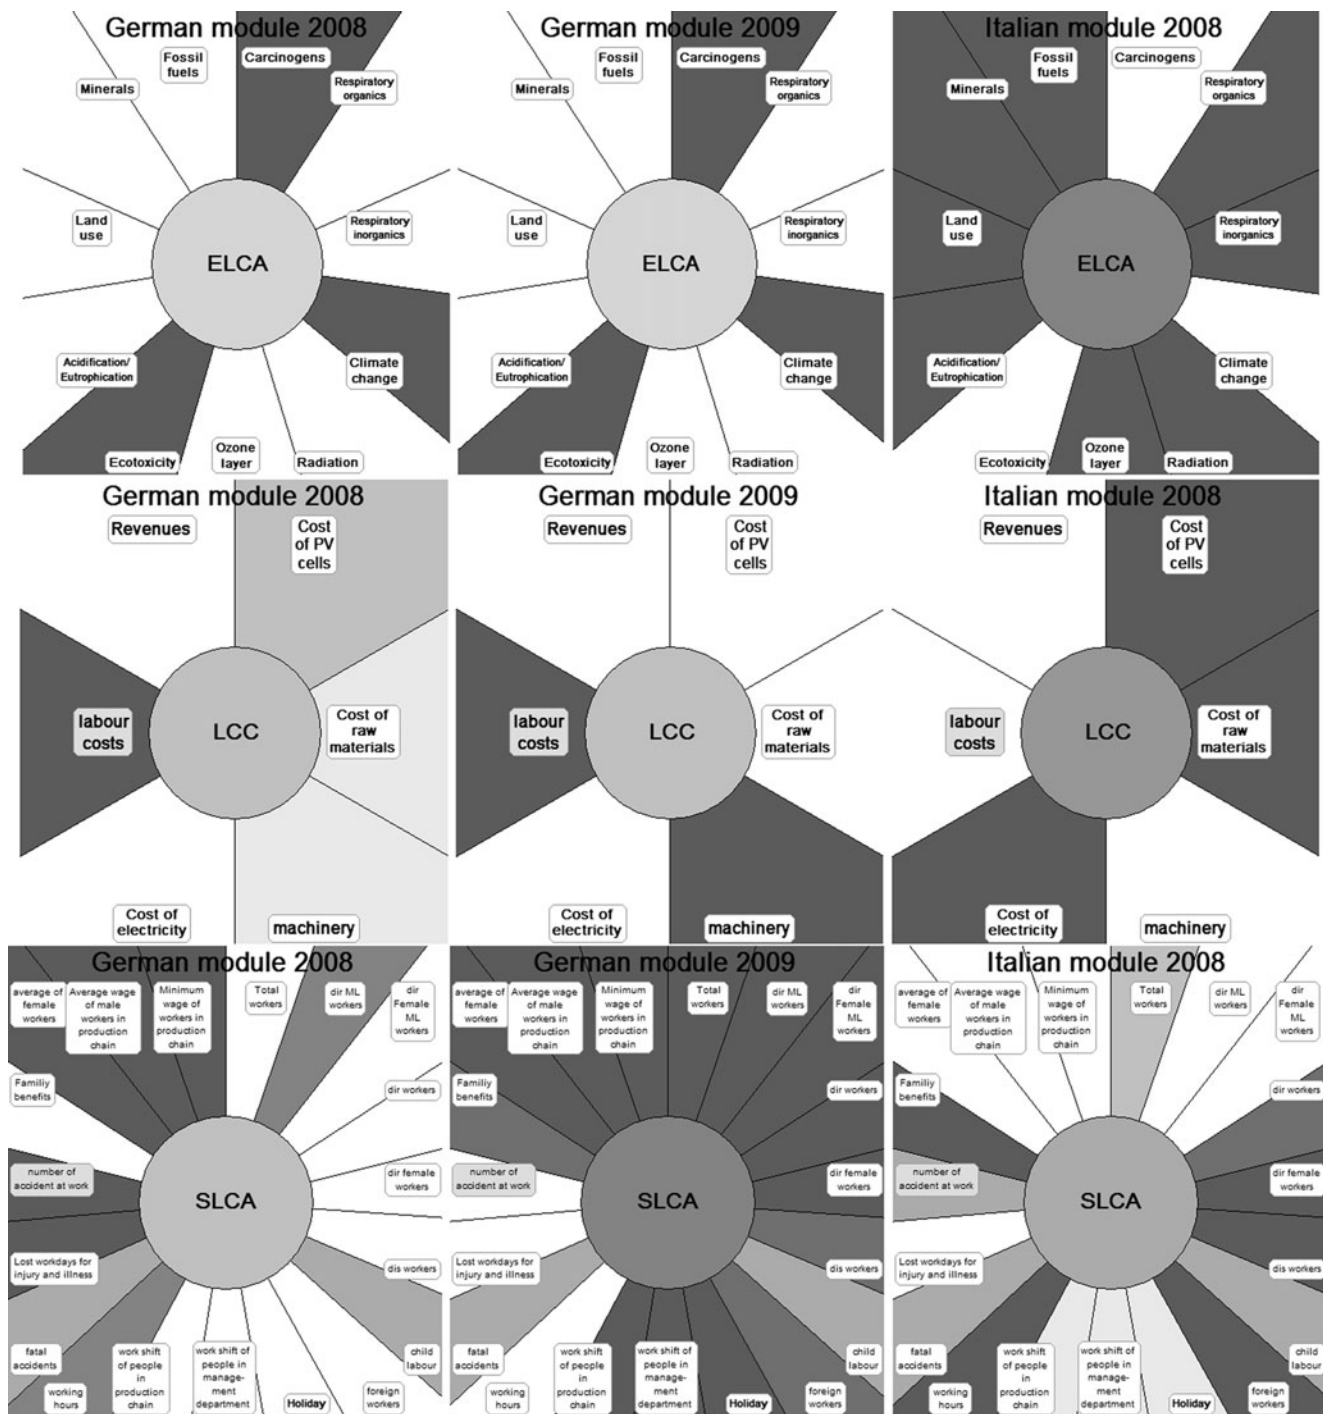 German module 2008
Fossil
fuels
Carcinogens
Minerals
Respiratory
organics
Land
use
Respiratory
inorganics
ELCA
Acidification/
Eutrophication
Climate
change
Ecotoxicity
Ozone
layer
Radiation
German module 2009
Fossil
fuels
Carcinogens
Minerals
Respiratory
organics
Land
use
Respiratory
inorganics
ELCA
Acidification/
Eutrophication
Climate
change
Ecotoxicity
Ozone
layer
Radiation
Italian module 2008
Fossil
fuels
Carcinogens
Minerals
Respiratory
organics
Land
use
Respiratory
inorganics
ELCA
Acidification/
Eutrophication
Climate
change
Ecotoxicity
Ozone
layer
Radiation
German module 2008
Revenues
Cost
of PV
cells
labour
costs
LCC
Cost of
raw
materials
Cost of
electricity
machinery
German module 2009
Revenues
Cost
of PV
cells
labour
costs
LCC
Cost of
raw
materials
Cost of
electricity
machinery
Italian module 2008
Revenues
Cost
of PV
cells
labour
costs
LCC
Cost of
raw
materials
Cost of
electricity
machinery
German module 2008
average of
female
workers
Average wage
of male
workers in
production
chain
Minimum
wage of
workers in
production
chain
Total
workers
dir ML
workers
dir
Female
ML
workers
Familiy
benefits
dir workers
number of
accident at work
SLCA
dir female
workers
Lost workdays for
injury and illness
dis workers
fatal
accidents
working
hours
work shift
of people
in
production
chain
work shift of
people in
manage-
ment
department
Holiday
foreign
workers
child
labour
German module 2009
average of
female
workers
Average wage
of male
workers in
production
chain
Minimum
wage of
workers in
production
chain
Total
workers
dir ML
workers
dir
Female
ML
workers
Familiy
benefits
dir workers
number of
accident at work
SLCA
dir female
workers
Lost workdays for
injury and illness
dis workers
fatal
accidents
working
hours
work shift
of people
in
production
chain
work shift of
people in
manage-
ment
department
Holiday
foreign
workers
child
labour
Italian module 2008
average of
female
workers
Average wage
of male
workers in
production
chain
Minimum
wage of
workers in
production
chain
Total
workers
dir ML
workers
dir
Female
ML
workers
Familiy
benefits
dir workers
number of
accident at work
SLCA
dir female
workers
Lost workdays for
injury and illness
dis workers
fatal
accidents
working
hours
work shift
of people
in
production
chain
work shift of
people in
manage-
ment
department
Holiday
foreign
workers
child
labour